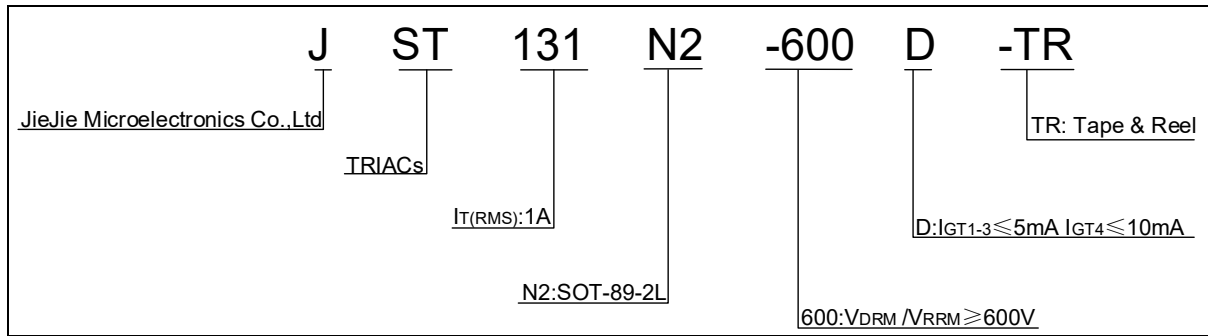 J ST 131 N2 -600 D -TR
JieJie Microelectronics Co.,Ltd
TR: Tape & Reel
TRIACs
IT(RMS):1A
D:IGT1-3≤5mA IGT4≤10mA
N2:SOT-89-2L
600:VDRM /VRRM≥600V